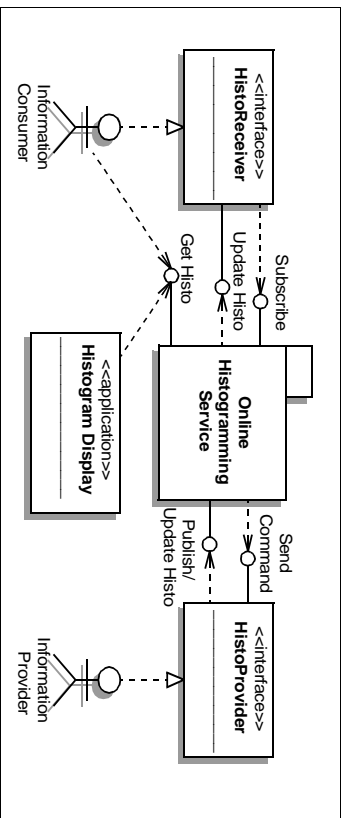 <<interface>>
HistoReceiver
Subscribe
Update Histo
Get Histo
Information
Consumer
Online
Histogramming
Service
<<application>>
Histogram Display
Send
Command
Publish/
Update Histo
<<interface>>
HistoProvider
Information
Provider